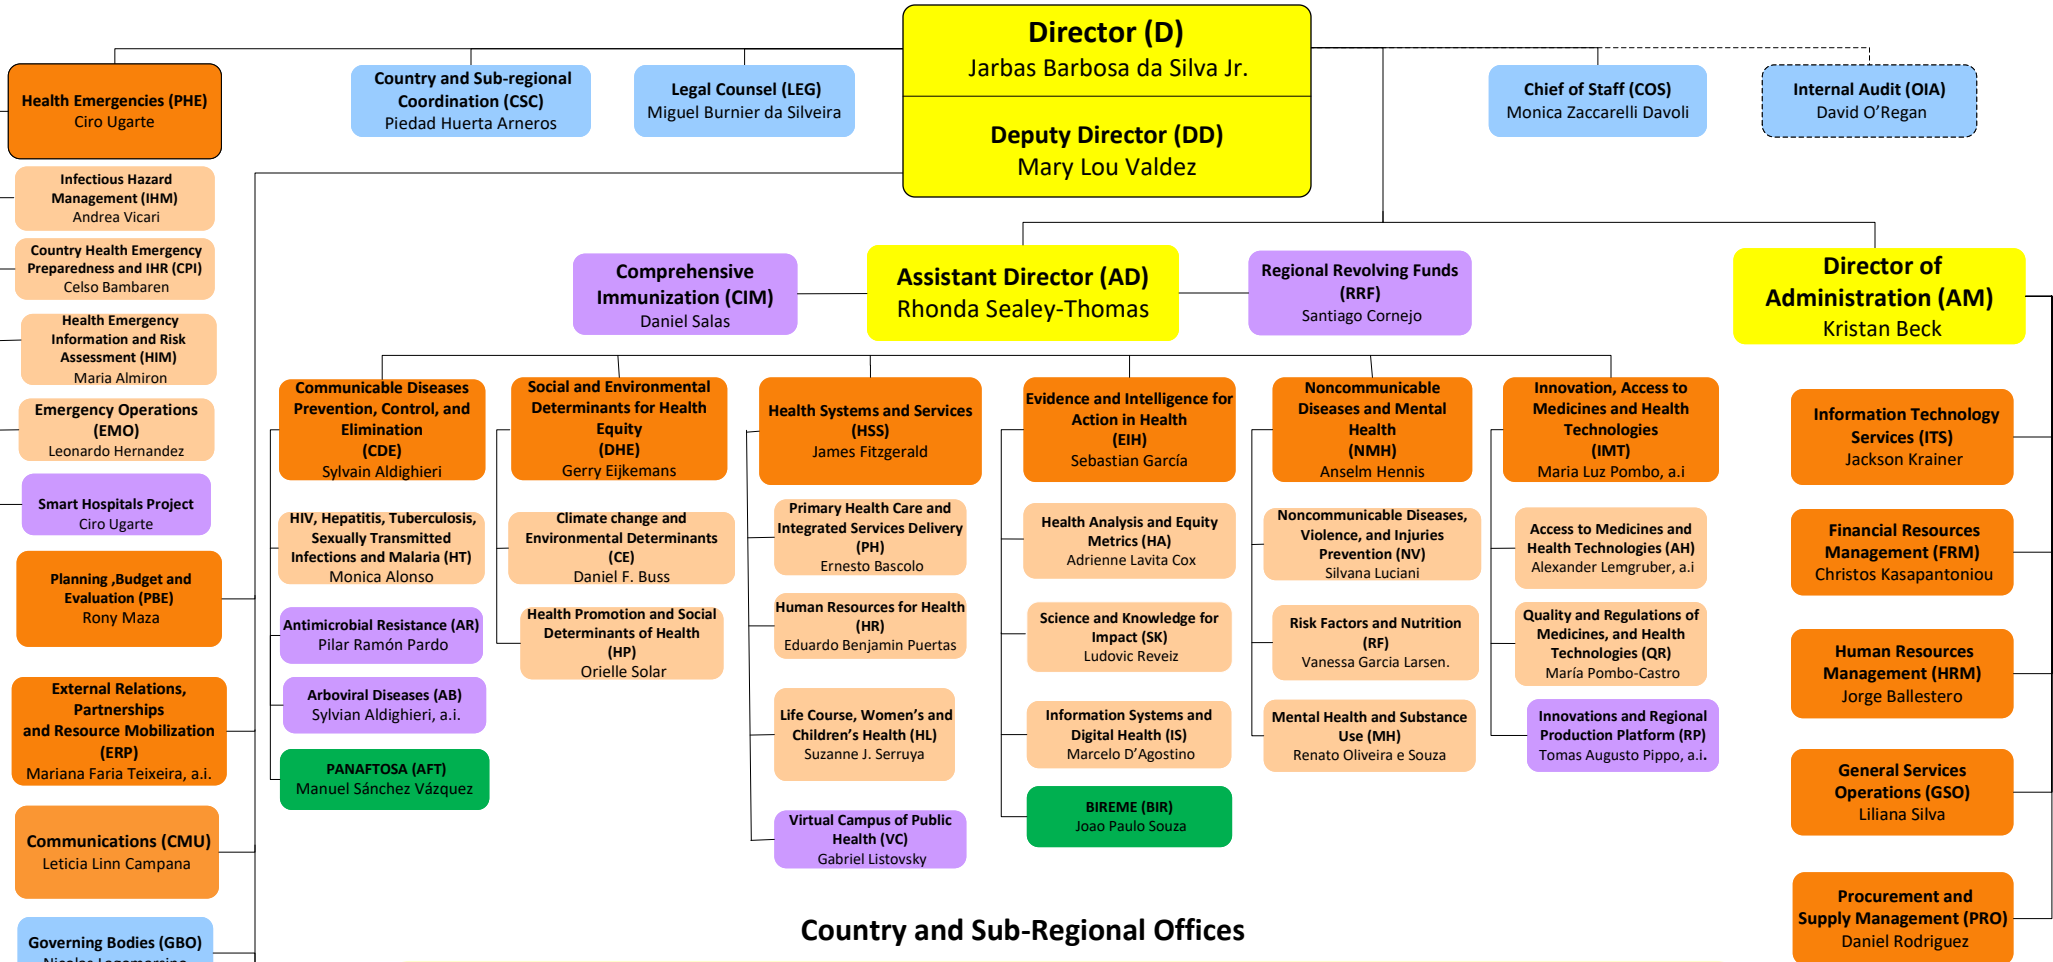 Director (D)
Jarbas Barbosa da Silva Jr.
Deputy Director (DD)
Mary Lou Valdez
Health Emergencies (PHE)
Ciro Ugarte
Country and Sub-regional
Coordination (CSC)
Piedad Huerta Arneros
Legal Counsel (LEG)
Miguel Burnier da Silveira
Chief of Staff (COS)
Monica Zaccarelli Davoli
Internal Audit (OIA)
David O’Regan
Infectious Hazard
Management (IHM)
Andrea Vicari
Country Health Emergency
Preparedness and IHR (CPI)
Celso Bambaren
Health Emergency
Information and Risk
Assessment (HIM)
Maria Almiron
Emergency Operations
(EMO)
Leonardo Hernandez
Smart Hospitals Project
Ciro Ugarte
Planning ,Budget and
Evaluation (PBE)
Rony Maza
External Relations,
Partnerships
and Resource Mobilization
(ERP)
Mariana Faria Teixeira, a.i.
Communications (CMU)
Leticia Linn Campana
Governing Bodies (GBO)
Nicolas Lagomarsino
Comprehensive
Immunization (CIM)
Daniel Salas
Assistant Director (AD)
Rhonda Sealey-Thomas
Regional Revolving Funds
(RRF)
Santiago Cornejo
Director of
Administration (AM)
Kristan Beck
Communicable Diseases
Prevention, Control, and
Elimination
(CDE)
Sylvain Aldighieri
HIV, Hepatitis, Tuberculosis,
Sexually Transmitted
Infections and Malaria (HT)
Monica Alonso
Antimicrobial Resistance (AR)
Pilar Ramón Pardo
Arboviral Diseases (AB)
Sylvian Aldighieri, a.i.
PANAFTOSA (AFT)
Manuel Sánchez Vázquez
Social and Environmental
Determinants for Health
Equity
(DHE)
Gerry Eijkemans
Climate change and
Environmental Determinants
(CE)
Daniel F. Buss
Health Promotion and Social
Determinants of Health
(HP)
Orielle Solar
Health Systems and Services
(HSS)
James Fitzgerald
Primary Health Care and
Integrated Services Delivery
(PH)
Ernesto Bascolo
Human Resources for Health
(HR)
Eduardo Benjamin Puertas
Life Course, Women’s and
Children’s Health (HL)
Suzanne J. Serruya
Virtual Campus of Public
Health (VC)
Gabriel Listovsky
Evidence and Intelligence for
Action in Health
(EIH)
Sebastian García
Health Analysis and Equity
Metrics (HA)
Adrienne Lavita Cox
Science and Knowledge for
Impact (SK)
Ludovic Reveiz
Information Systems and
Digital Health (IS)
Marcelo D’Agostino
BIREME (BIR)
Joao Paulo Souza
Noncommunicable
Diseases and Mental
Health
(NMH)
Anselm Hennis
Noncommunicable Diseases,
Violence, and Injuries
Prevention (NV)
Silvana Luciani
Risk Factors and Nutrition
(RF)
Vanessa Garcia Larsen.
Mental Health and Substance
Use (MH)
Renato Oliveira e Souza
Innovation, Access to
Medicines and Health
Technologies
(IMT)
Maria Luz Pombo, a.i
Access to Medicines and
Health Technologies (AH)
Alexander Lemgruber, a.i
Quality and Regulations of
Medicines, and Health
Technologies (QR)
María Pombo-Castro
Innovations and Regional
Production Platform (RP)
Tomas Augusto Pippo, a.i.
Information Technology
Services (ITS)
Jackson Krainer
Financial Resources
Management (FRM)
Christos Kasapantoniou
Human Resources
Management (HRM)
Jorge Ballestero
General Services
Operations (GSO)
Liliana Silva
Procurement and
Supply Management (PRO)
Daniel Rodriguez
Country and Sub-Regional Offices